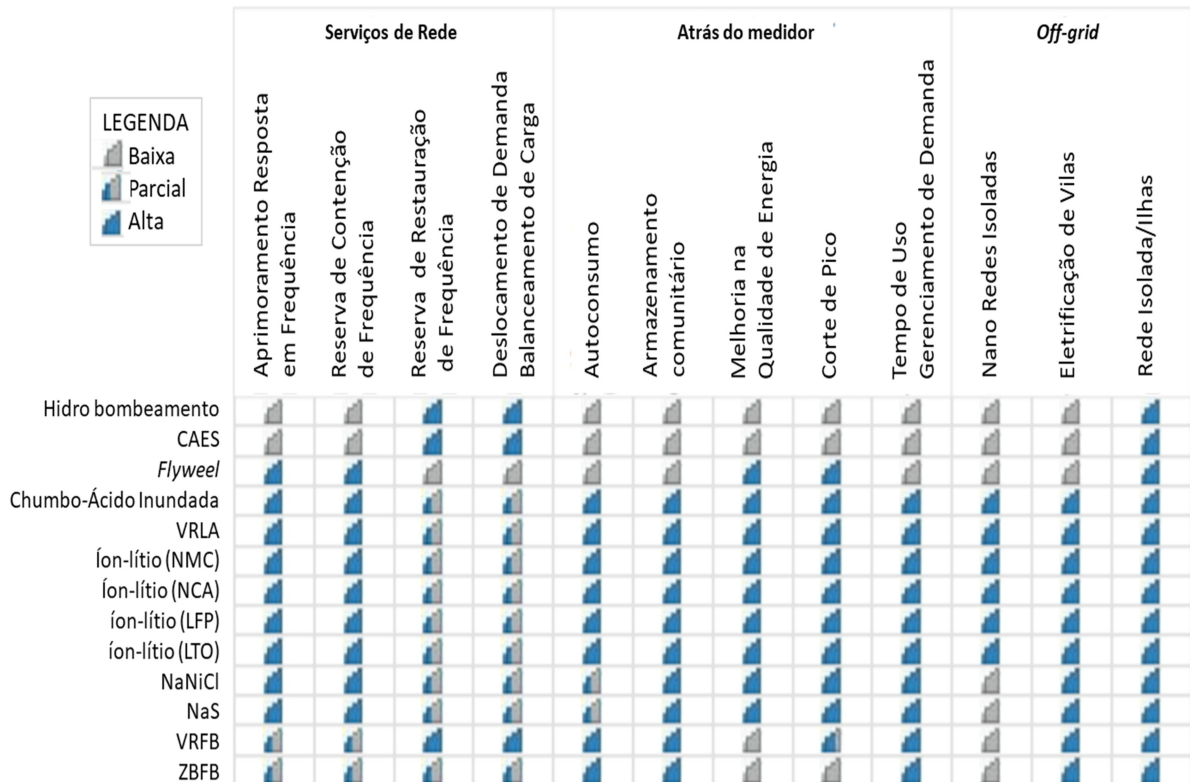 Serviços de Rede
Atrás do medidor
Off-grid
LEGENDA
Baixa
Parcial
Alta
Aprimoramento Resposta
em Frequência
Reserva de Contenção
de Frequência
Reserva de Restauração
de Frequência
Deslocamento de Demanda
Balanceamento de Carga
Autoconsumo
Armazenamento
comunitário
Melhoria na
Qualidade de Energia
Corte de Pico
Tempo de Uso
Gerenciamento de Demanda
Nano Redes Isoladas
Eletrificação de Vilas
Rede Isolada/Ilhas
Hidro bombeamento
CAES
Flyweel
Chumbo-Ácido Inundada
VRLA
Íon-lítio (NMC)
Íon-lítio (NCA)
íon-lítio (LFP)
íon-lítio (LTO)
NaNiCl
NaS
VRFB
ZBFB